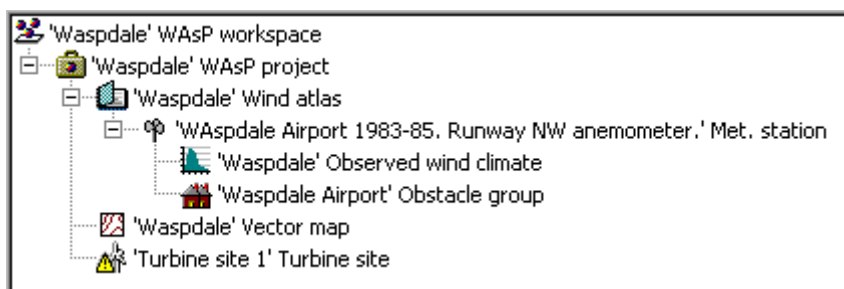 'Waspdale' WAsP workspace
'Waspdale' WAsP project
'Waspdale' Wind atlas
'WAspdale Airport 1983-85. Runway NW anemometer.' Met. station
'Waspdale' Observed wind climate
'Waspdale Airport' Obstacle group
'Waspdale' Vector map
'Turbine site 1' Turbine site